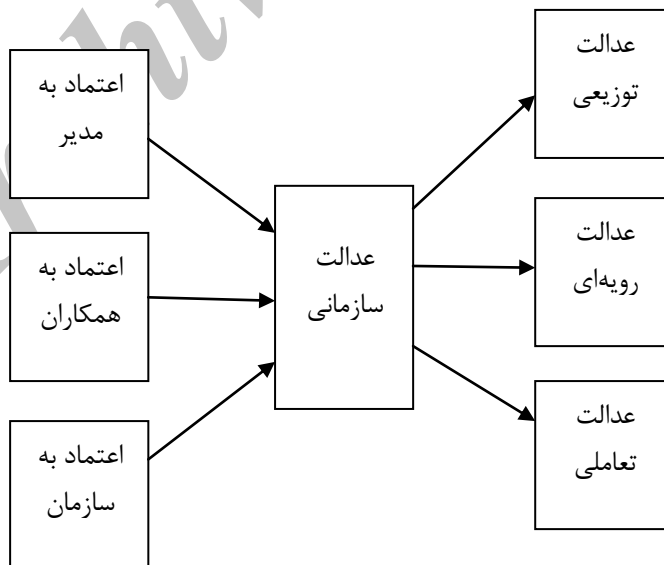 اعتماد به
مدیر
اعتماد به
همکاران
اعتماد به
سازمان
عدالت
سازمانی
عدالت
توزیعی
عدالت
رویه‌ای
عدالت
تعاملی